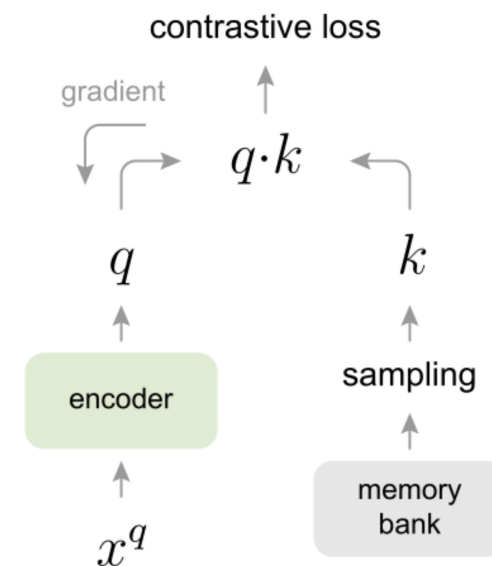 contrastive loss
gradient
q·k
q
k
encoder
sampling
memory
bank
x^q